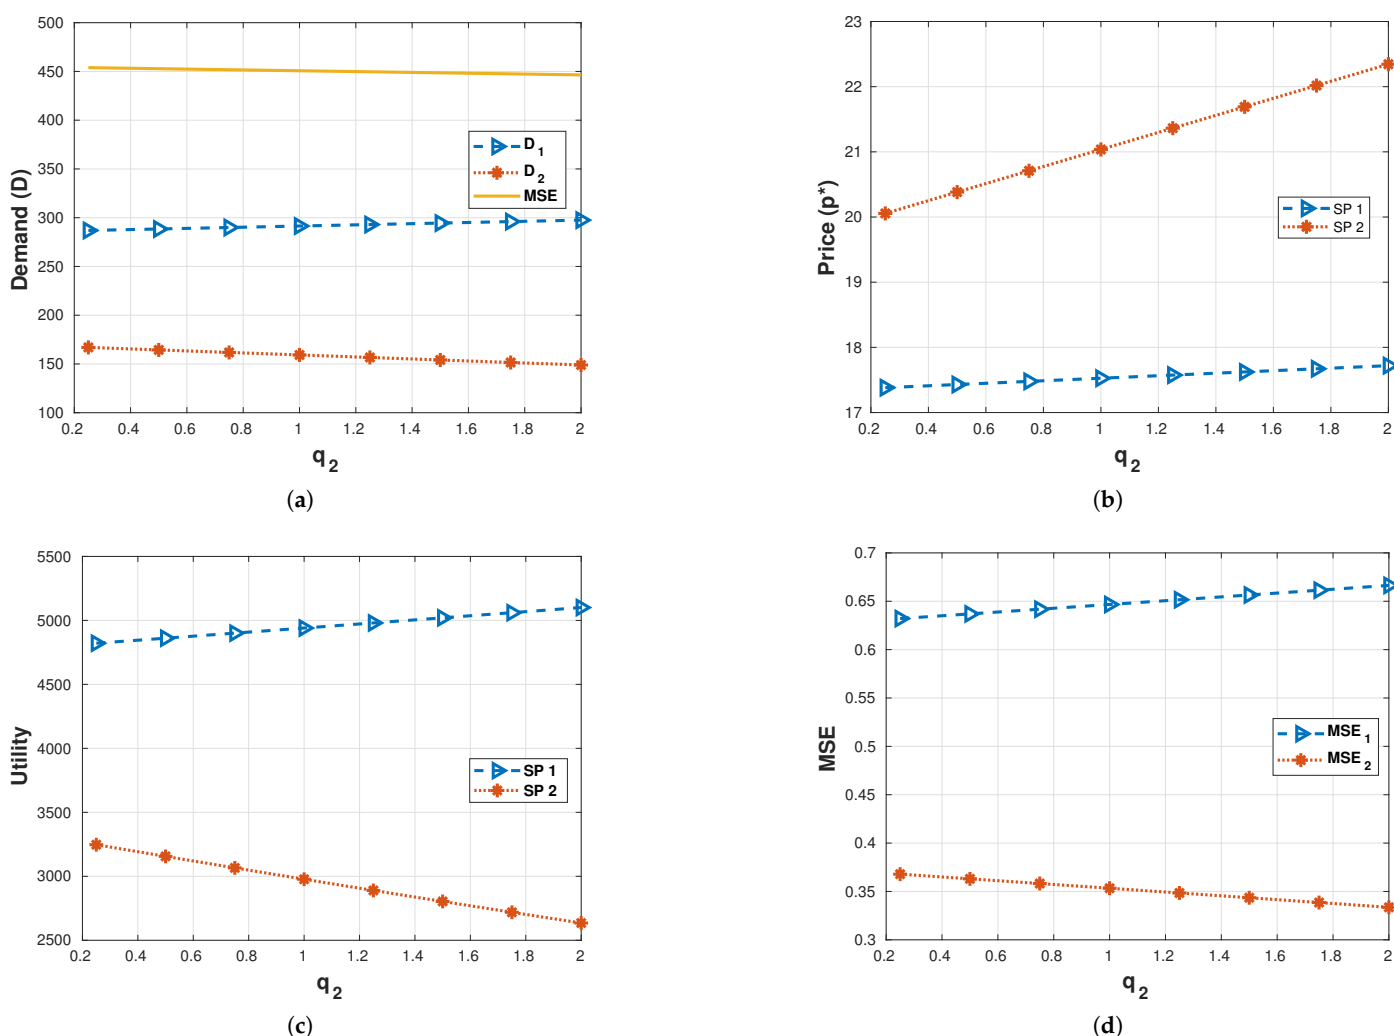 500
450
400
350
300
250
200
150
100
Demand (D)
D1
D2
MSE
0.2 0.4 0.6 0.8 1 1.2 1.4 1.6 1.8 2
q2
(a)
23
22
21
20
19
18
17
Price (p*)
SP 1
SP 2
0.2 0.4 0.6 0.8 1 1.2 1.4 1.6 1.8 2
q2
(b)
5500
5000
4500
4000
3500
3000
2500
Utility
SP 1
SP 2
0.2 0.4 0.6 0.8 1 1.2 1.4 1.6 1.8 2
q2
(c)
0.7
0.65
0.6
0.55
0.5
0.45
0.4
0.35
0.3
MSE
MSE1
MSE2
0.2 0.4 0.6 0.8 1 1.2 1.4 1.6 1.8 2
q2
(d)